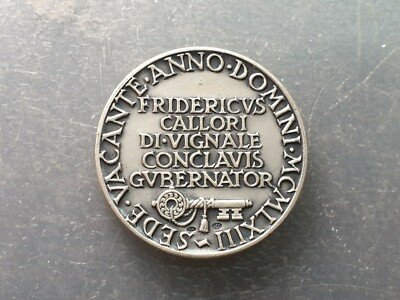 SEDE·VACANTE·ANNO·DOMINI·MCMLXIII
FRIDERICVS
CALLORI
DI·VIGNALE
CONCLAVIS
GVBERNATOR